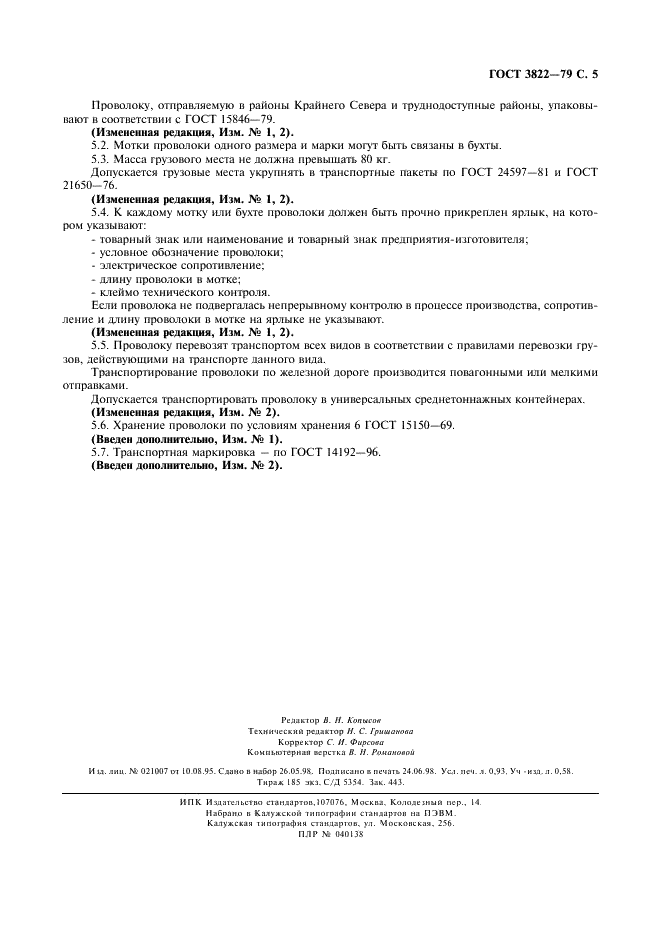 ГОСТ 3822—79 С. 5
Проволоку, отправляемую в районы Крайнего Севера и труднодоступные районы, упаковы-
вают в соответствии с ГОСТ 15846—79.
(Измененная редакция, Изм. № 1, 2).
5.2. Мотки проволоки одного размера и марки могут быть связаны в бухты.
5.3. Масса грузового места не должна превышать 80 кг.
Допускается грузовые места укрупнять в транспортные пакеты по ГОСТ 24597—81 и ГОСТ
21650—76.
(Измененная редакция, Изм. № 1, 2).
5.4. К каждому мотку или бухте проволоки должен быть прочно прикреплен ярлык, на кото-
ром указывают:
- товарный знак или наименование и товарный знак предприятия-изготовителя;
- условное обозначение проволоки;
- электрическое сопротивление;
- длину проволоки в мотке;
- клеймо технического контроля.
Если проволока не подвергалась непрерывному контролю в процессе производства, сопротив-
ление и длину проволоки в мотке на ярлыке не указывают.
(Измененная редакция, Изм. № 1, 2).
5.5. Проволоку перевозят транспортом всех видов в соответствии с правилами перевозки гру-
зов, действующими на транспорте данного вида.
Транспортирование проволоки по железной дороге производится повагонными или мелкими
отправками.
Допускается транспортировать проволоку в универсальных среднетоннажных контейнерах.
(Измененная редакция, Изм. № 2).
5.6. Хранение проволоки по условиям хранения 6 ГОСТ 15150—69.
(Введен дополнительно, Изм. № 1).
5.7. Транспортная маркировка — по ГОСТ 14192—96.
(Введен дополнительно, Изм. № 2).
Редактор В. Н. Копысов
Технический редактор Н. С. Гришанова
Корректор С. И. Фирсова
Компьютерная верстка В. Н. Романовой
Изд. лиц. № 021007 от 10.08.95. Сдано в набор 26.05.98. Подписано в печать 24.06.98. Усл. печ. л. 0,93. Уч -изд. л. 0,58.
Тираж 185 экз. С/Д 5354. Зак. 443.
ИПК Издательство стандартов,107076, Москва, Колодезный пер., 14.
Набрано в Калужской типографии стандартов на ПЭВМ.
Калужская типография стандартов, ул. Московская, 256.
ПЛР № 040138